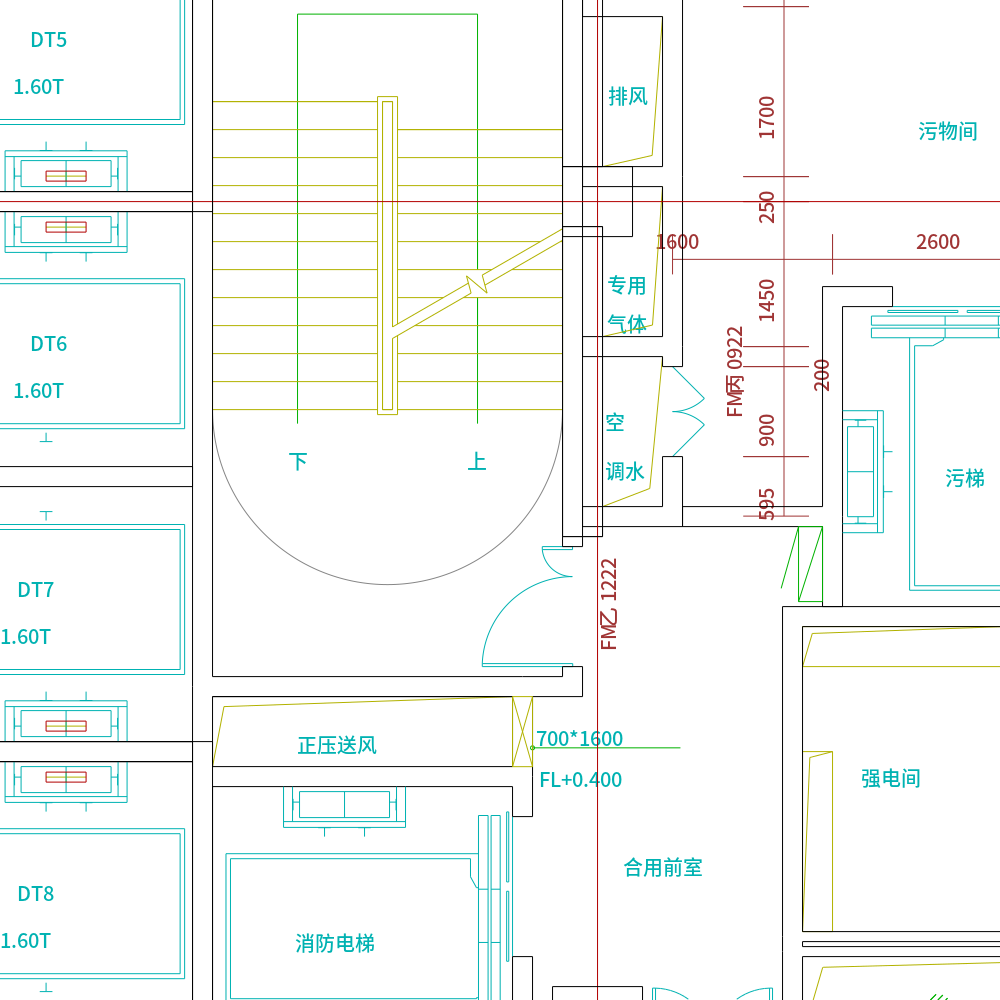 DT5
1.60T
排风
1700
污物间
250
1600
2600
专用
气体
1450
DT6
1.60T
FM丙 0922
200
空
调水
900
595
下
上
污梯
DT7
1.60T
FM乙 1222
正压送风
700*1600
FL+0.400
强电间
合用前室
DT8
1.60T
消防电梯